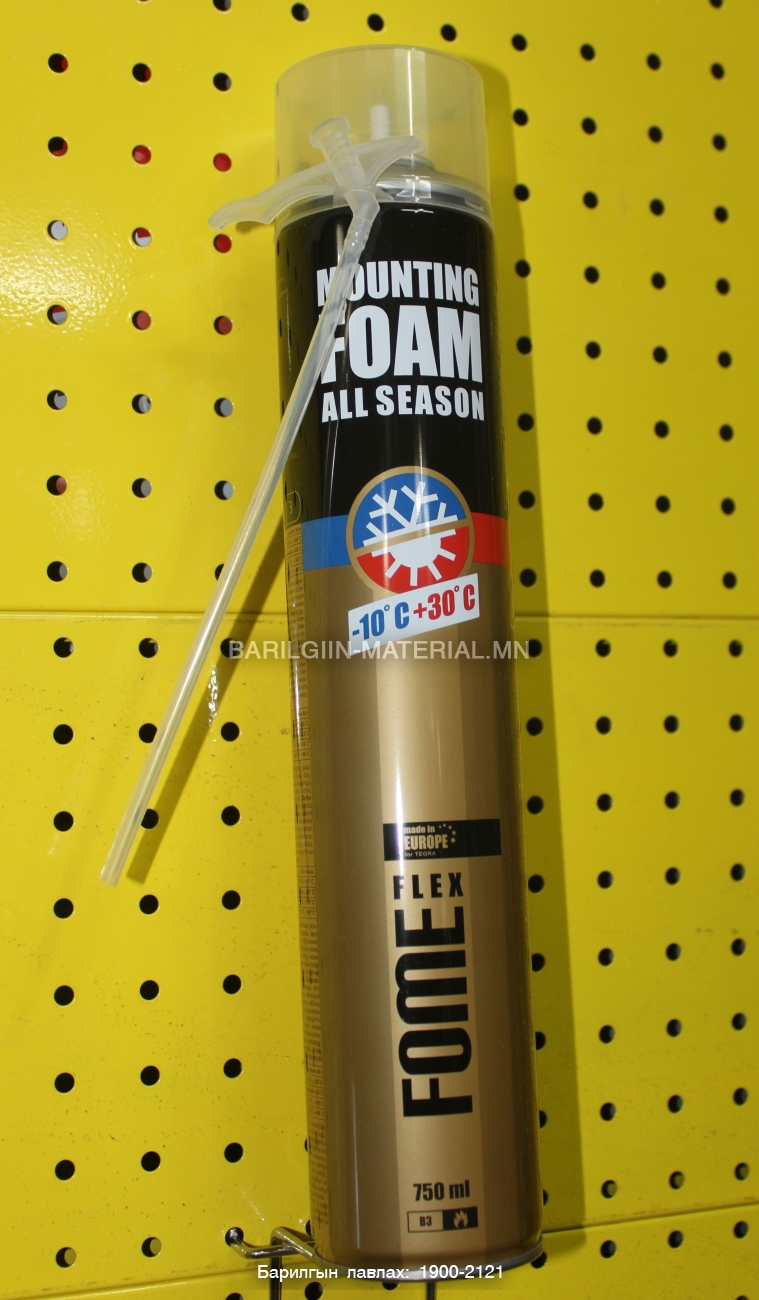 MOUNTING
FOAM
ALL SEASON
-10°C +30°C
BARILGIIN-MATERIAL.MN
made in
EUROPE
for TEGRA
FLEX
FOME
750 ml
B3
Барилгын лавлах: 1900-2121